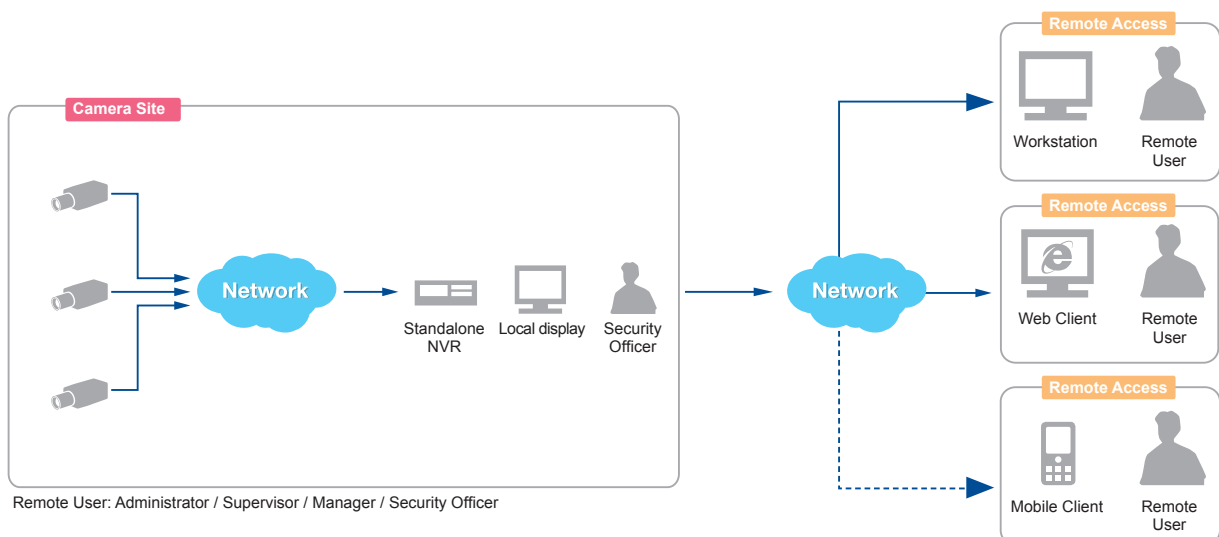 Camera Site
Network
Standalone
NVR
Local display
Security
Officer
Remote User: Administrator / Supervisor / Manager / Security Officer
Network
Remote Access
Workstation
Remote
User
Remote Access
Web Client
Remote
User
Remote Access
Mobile Client
Remote
User